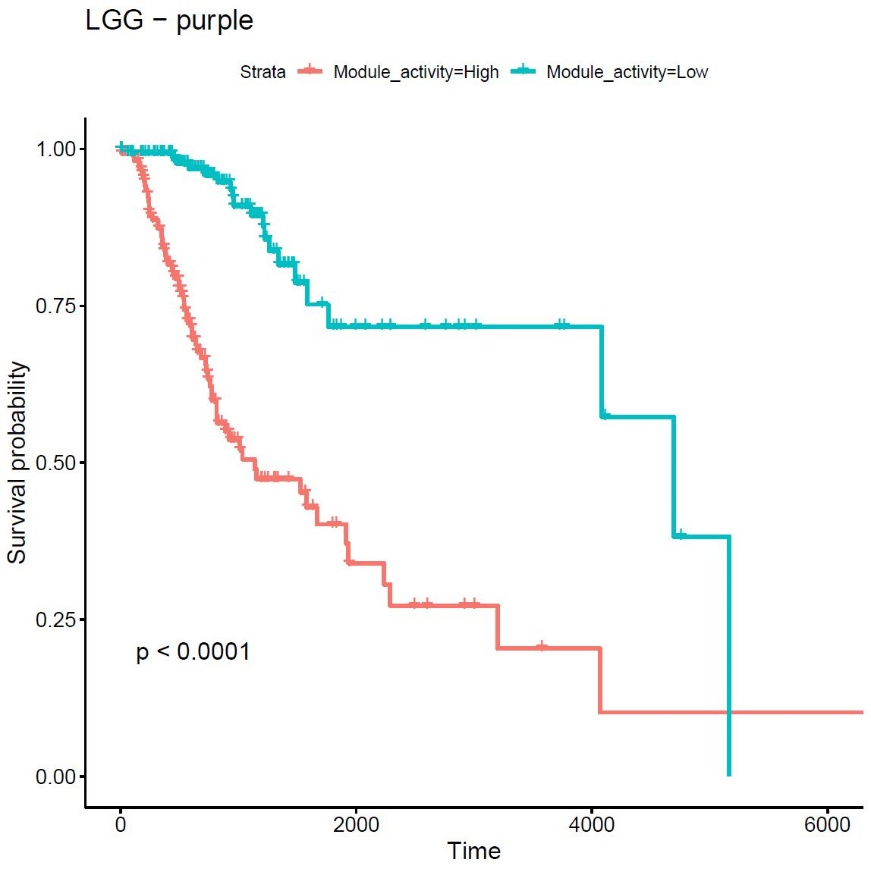 LGG − purple
Strata Module_activity=High Module_activity=Low
1.00
0.75
0.50
0.25
0.00
Survival probability
p < 0.0001
0 2000 4000 6000
Time